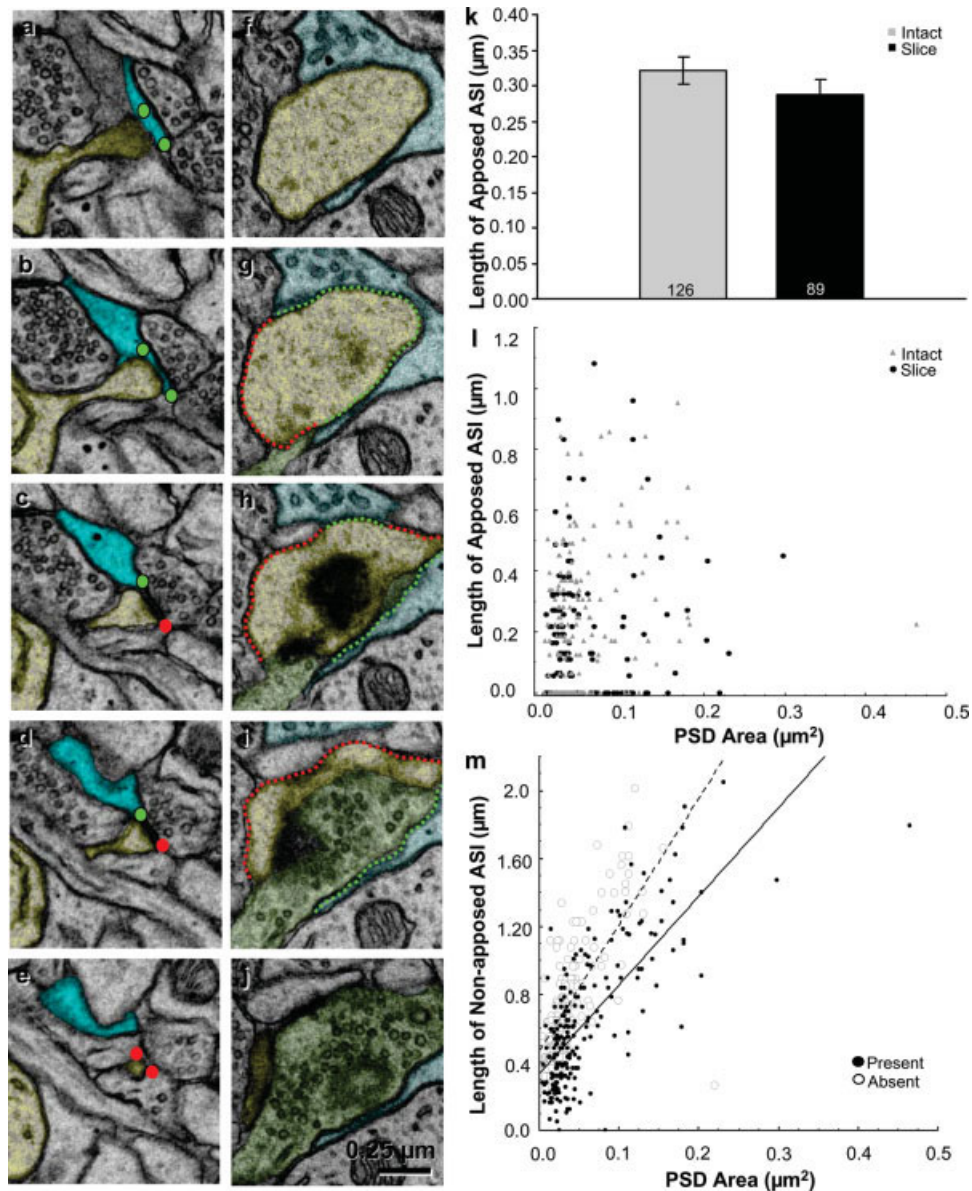 a
f
b
g
c
h
d
i
e
j
0.25 µm
k
0.40
0.35
0.30
0.25
0.20
0.15
0.10
0.05
0.00
Length of Apposed ASI (µm)
Intact
Slice
126
89
l
1.2
1.0
0.8
0.6
0.4
0.2
0.0
Length of Apposed ASI (µm)
Intact
Slice
0.0 0.1 0.2 0.3 0.4 0.5
PSD Area (µm²)
m
2.0
1.60
1.20
0.8
0.4
0.0
Length of Non-apposed ASI (µm)
Present
Absent
0.0 0.1 0.2 0.3 0.4 0.5
PSD Area (µm²)